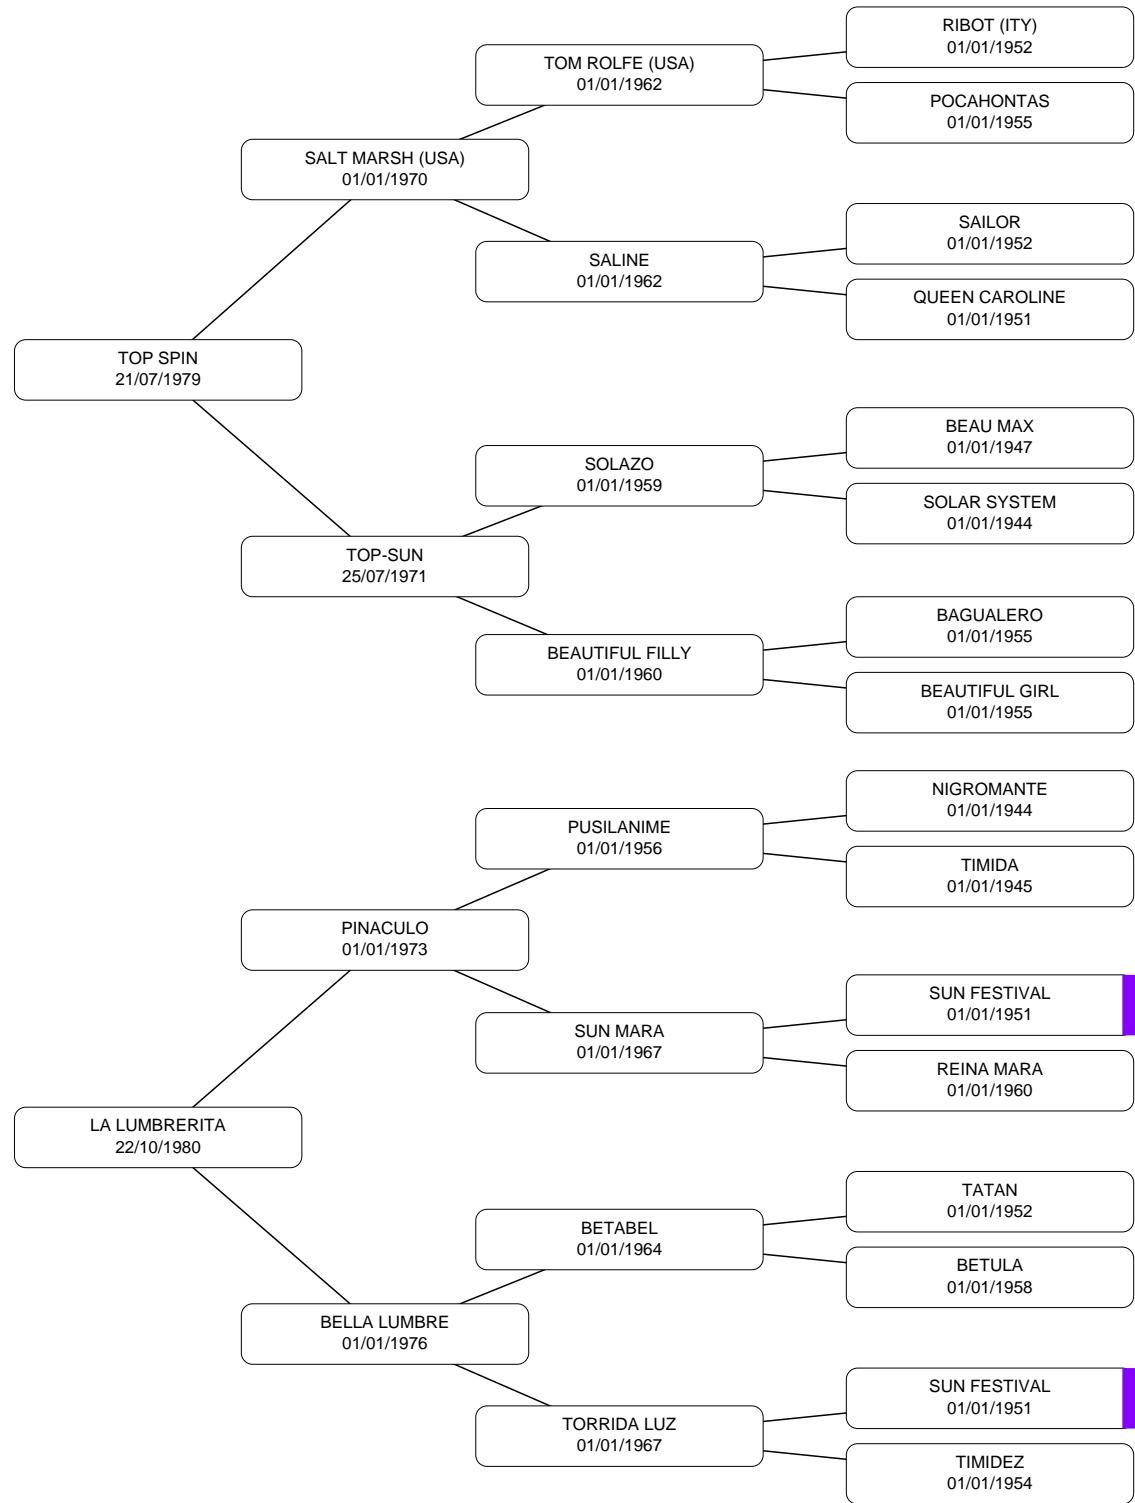 RIBOT (ITY)
01/01/1952
TOM ROLFE (USA)
01/01/1962
POCAHONTAS
01/01/1955
SALT MARSH (USA)
01/01/1970
SAILOR
01/01/1952
SALINE
01/01/1962
QUEEN CAROLINE
01/01/1951
TOP SPIN
21/07/1979
BEAU MAX
01/01/1947
SOLAZO
01/01/1959
SOLAR SYSTEM
01/01/1944
TOP-SUN
25/07/1971
BAGUALERO
01/01/1955
BEAUTIFUL FILLY
01/01/1960
BEAUTIFUL GIRL
01/01/1955
NIGROMANTE
01/01/1944
PUSILANIME
01/01/1956
TIMIDA
01/01/1945
PINACULO
01/01/1973
SUN FESTIVAL
01/01/1951
SUN MARA
01/01/1967
REINA MARA
01/01/1960
LA LUMBRERITA
22/10/1980
TATAN
01/01/1952
BETABEL
01/01/1964
BETULA
01/01/1958
BELLA LUMBRE
01/01/1976
SUN FESTIVAL
01/01/1951
TORRIDA LUZ
01/01/1967
TIMIDEZ
01/01/1954